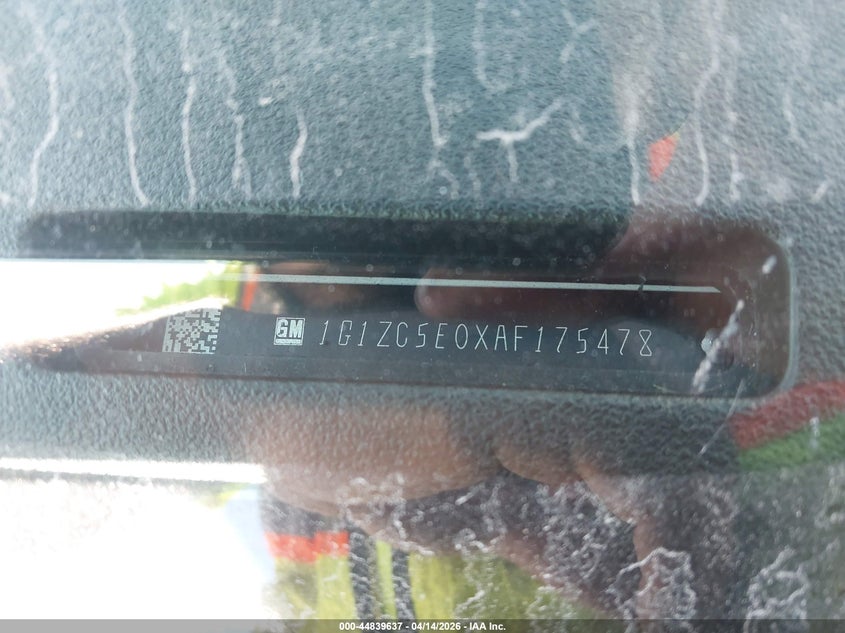 GM 1G1ZC5E0XAF175478
000-44839637 - 04/14/2026 - IAA Inc.